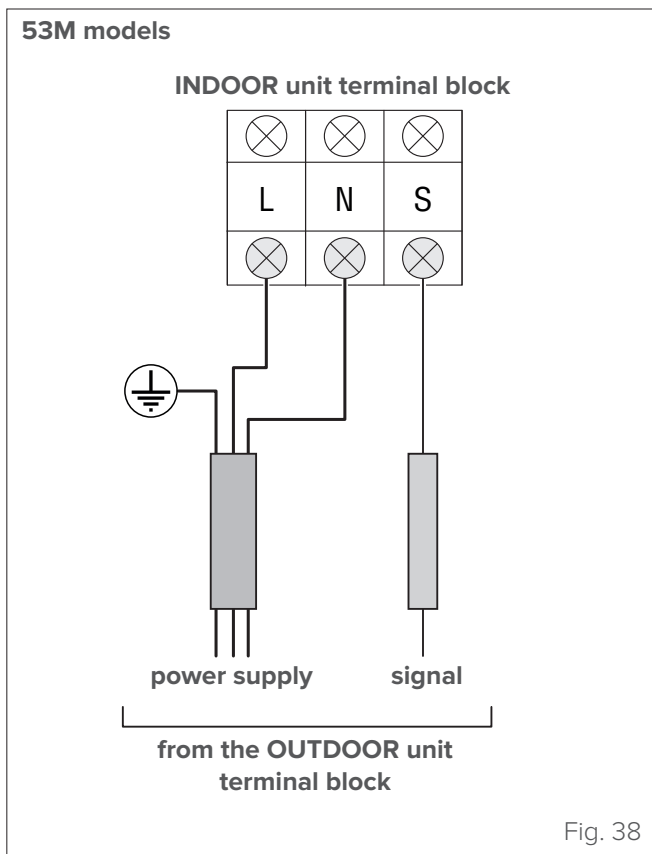 53M models
INDOOR unit terminal block
L N S
power supply signal
from the OUTDOOR unit
terminal block
Fig. 38